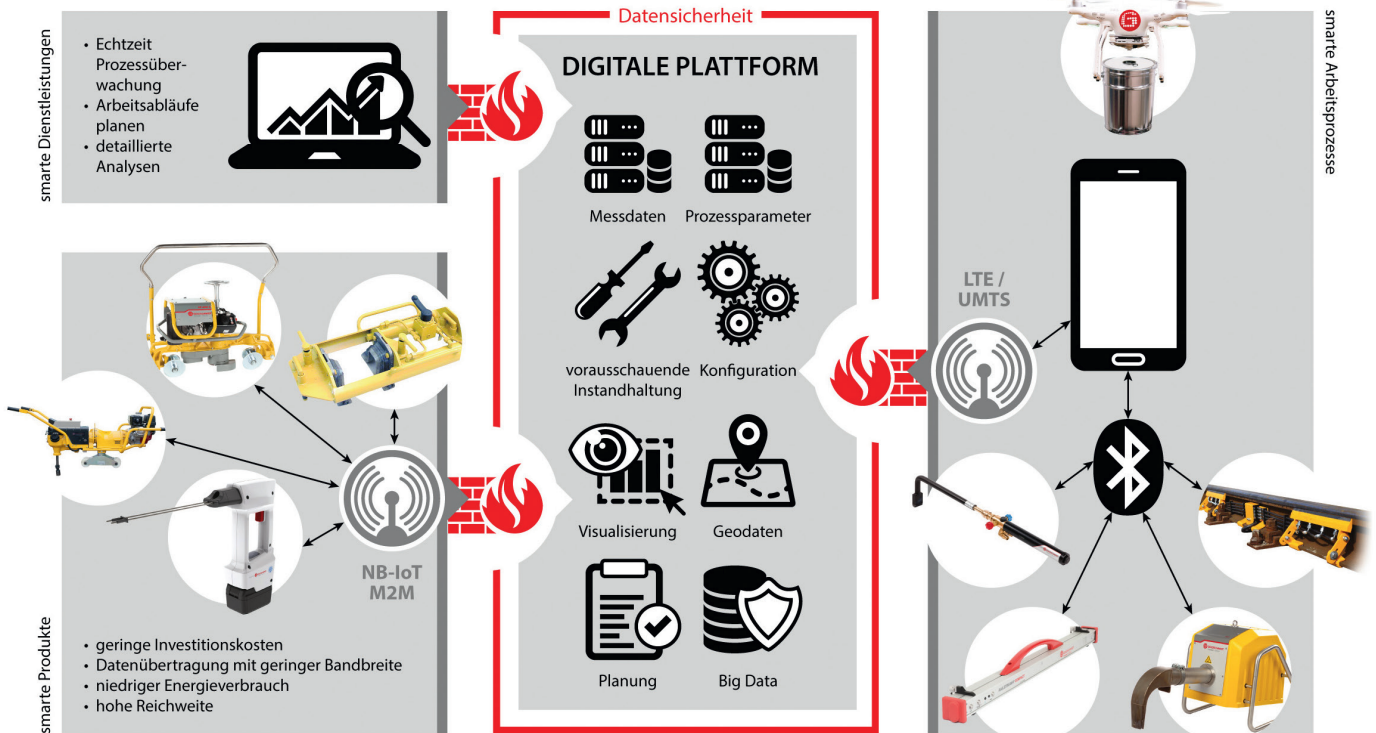 smarte Dienstleistungen
• Echtzeit
Prozessüber-
wachung
• Arbeitsabläufe
planen
• detaillierte
Analysen
Datensicherheit
DIGITALE PLATTFORM
Messdaten
Prozessparameter
vorausschauende
Instandhaltung
Konfiguration
Visualisierung
Geodaten
Planung
Big Data
smarte Arbeitsprozesse
G
LTE /
UMTS
smarte Produkte
NB-IoT
M2M
• geringe Investitionskosten
• Datenübertragung mit geringer Bandbreite
• niedriger Energieverbrauch
• hohe Reichweite